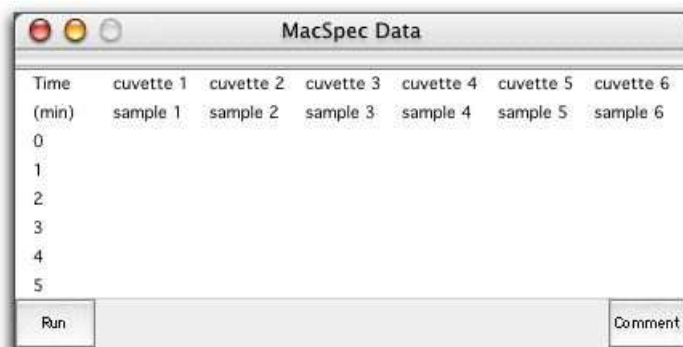 MacSpec Data
Time cuvette 1 cuvette 2 cuvette 3 cuvette 4 cuvette 5 cuvette 6
(min) sample 1 sample 2 sample 3 sample 4 sample 5 sample 6
0
1
2
3
4
5
Run Comment